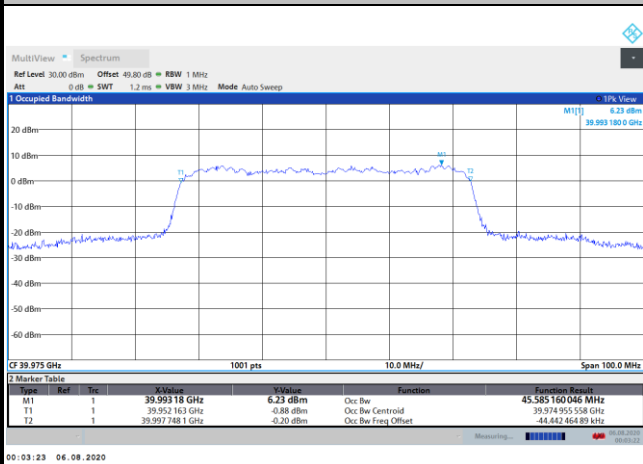 MultiView Spectrum
Ref Level 30.00 dBm Offset 49.80 dB RBW 1 MHz
Att 0 dB SWT 1.2 ms VBW 3 MHz Mode Auto Sweep
1 Occupied Bandwidth 1Pk View
M1[1] 6.23 dBm
39.993 180 0 GHz
20 dBm
10 dBm
M1
T1 T2
0 dBm
-10 dBm
-20 dBm
-30 dBm
-40 dBm
-50 dBm
-60 dBm
CF 39.975 GHz 1001 pts 10.0 MHz/ Span 100.0 MHz
2 Marker Table
Type Ref Trc X-Value Y-Value Function Function Result
M1 1 39.993 18 GHz 6.23 dBm Occ Bw 45.585 160 046 MHz
T1 1 39.952 163 GHz -0.88 dBm Occ Bw Centroid 39.974 955 558 GHz
T2 1 39.997 748 1 GHz -0.20 dBm Occ Bw Freq Offset -44.442 464 89 kHz
Measuring... 06.08.2020
00:03:22
00:03:23 06.08.2020